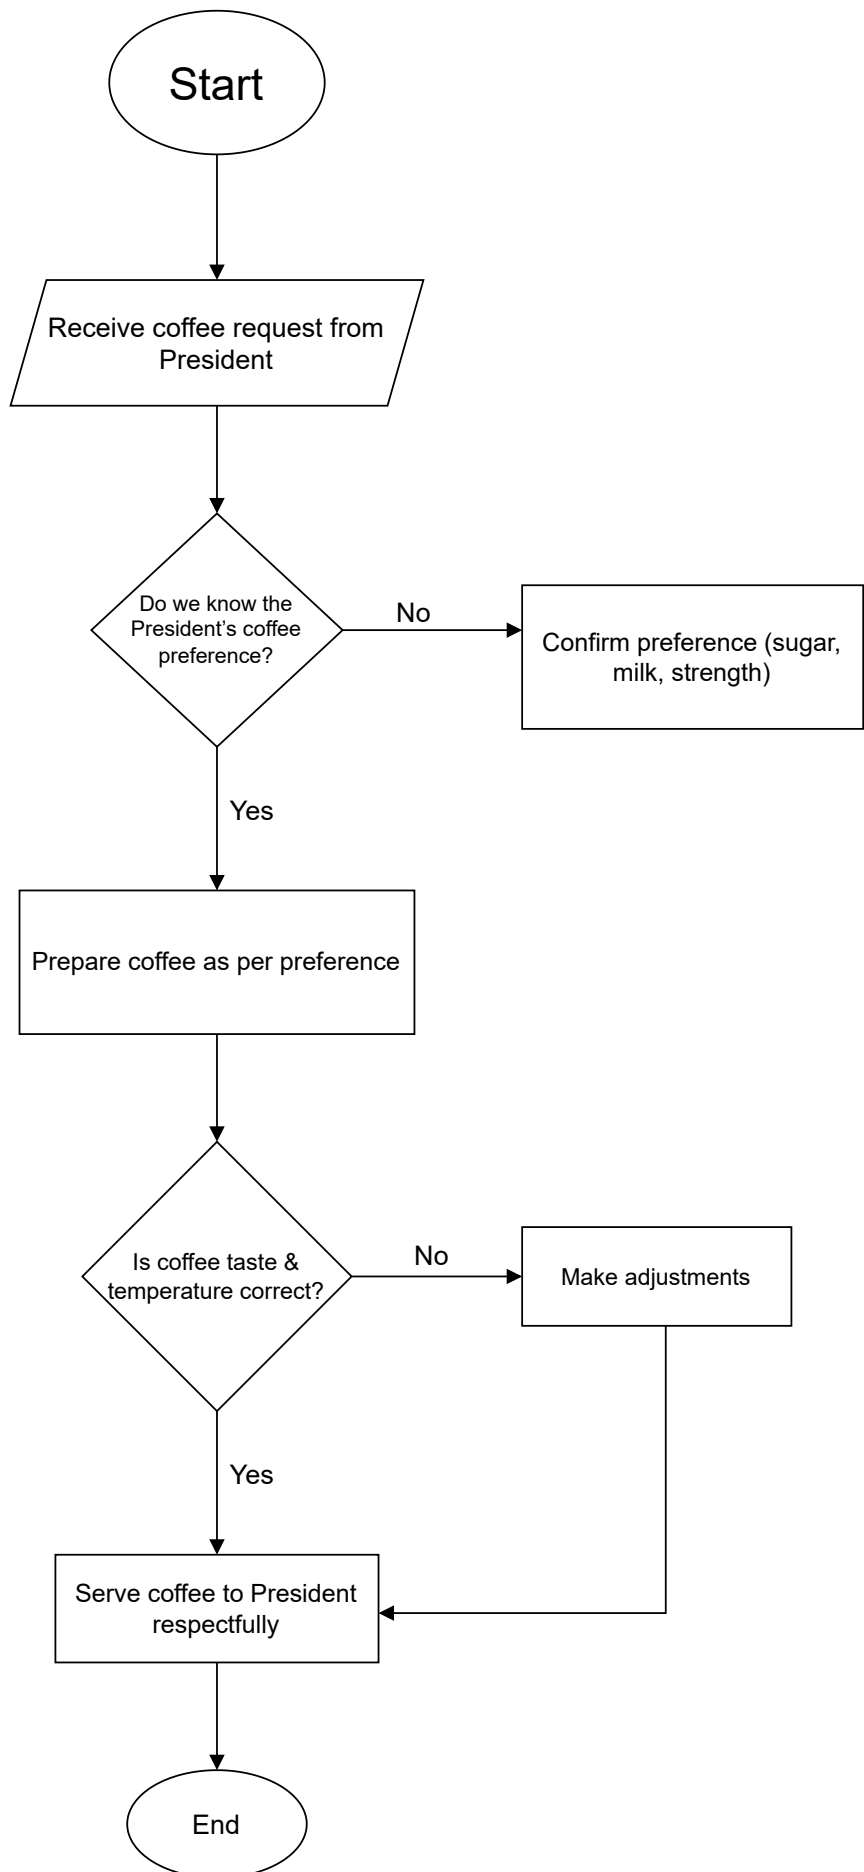 Start
Receive coffee request from
President
Do we know the
President’s coffee
preference?
No
Confirm preference (sugar,
milk, strength)
Yes
Prepare coffee as per preference
Is coffee taste &
temperature correct?
No
Make adjustments
Yes
Serve coffee to President
respectfully
End